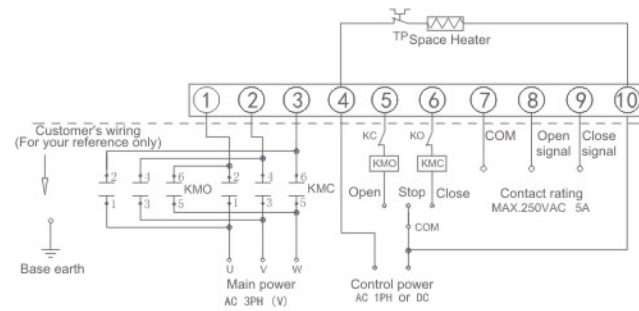 TP
Space Heater
1 2 3 4 5 6 7 8 9 10
Customer's wiring
(For your reference only)
KC KO COM Open signal Close signal
2 4 6 KMO 2 4 6 KMC
1 3 5 1 3 5
KMO KMC
Open Stop Close
Contact rating
MAX.250VAC 5A
COM
Base earth
U V W
Main power
AC 3PH (V)
Control power
AC 1PH or DC